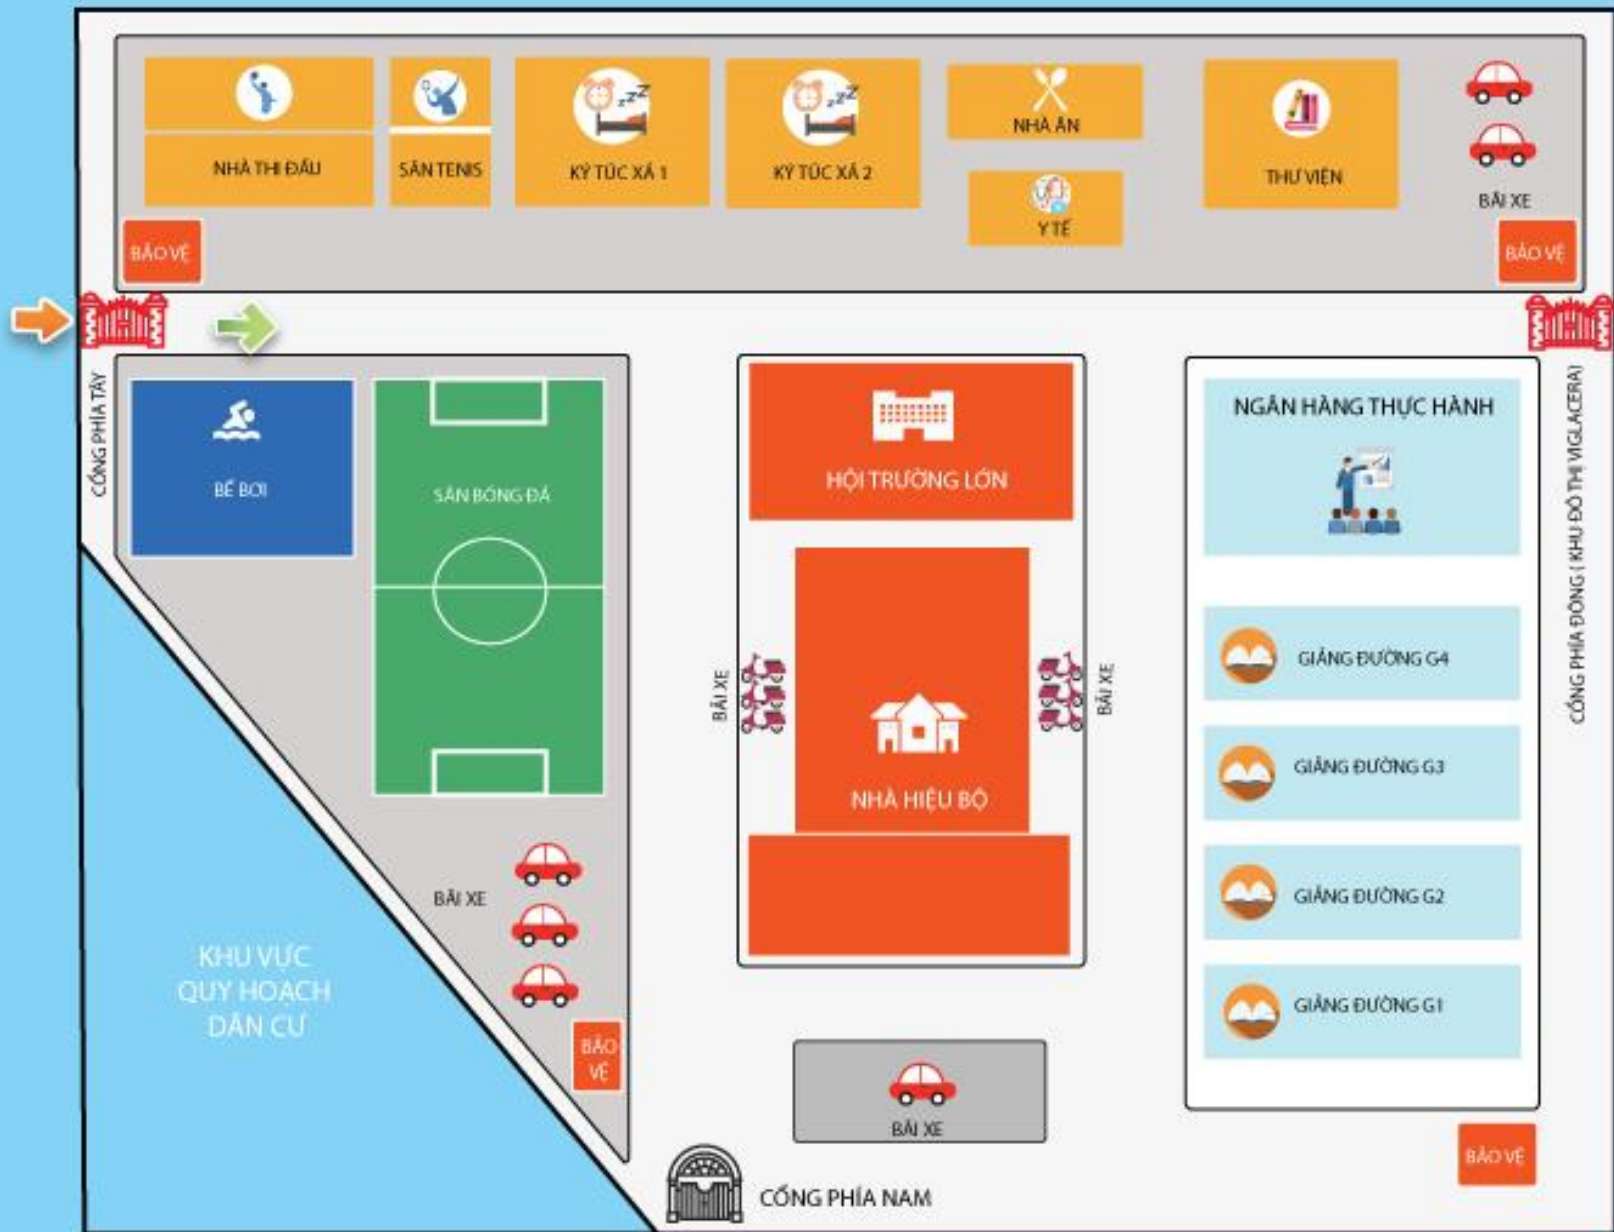 NHÀ THI ĐẤU
SÂN TENIS
KÝ TÚC XÁ 1
KÝ TÚC XÁ 2
NHÀ ĂN
Y TẾ
THƯ VIỆN
BÃI XE
BẢO VỆ
BẢO VỆ
CỔNG PHÍA TÂY
BỂ BƠI
SÂN BÓNG ĐÁ
HỘI TRƯỜNG LỚN
NGÂN HÀNG THỰC HÀNH
CỔNG PHÍA ĐÔNG ( KHU ĐÔ THỊ VIGLACERA)
BÃI XE
BÃI XE
NHÀ HIỆU BỘ
GIẢNG ĐƯỜNG G4
GIẢNG ĐƯỜNG G3
GIẢNG ĐƯỜNG G2
GIẢNG ĐƯỜNG G1
BÃI XE
KHU VỰC
QUY HOẠCH
DÂN CƯ
BẢO
VỆ
BÃI XE
BẢO VỆ
CỔNG PHÍA NAM